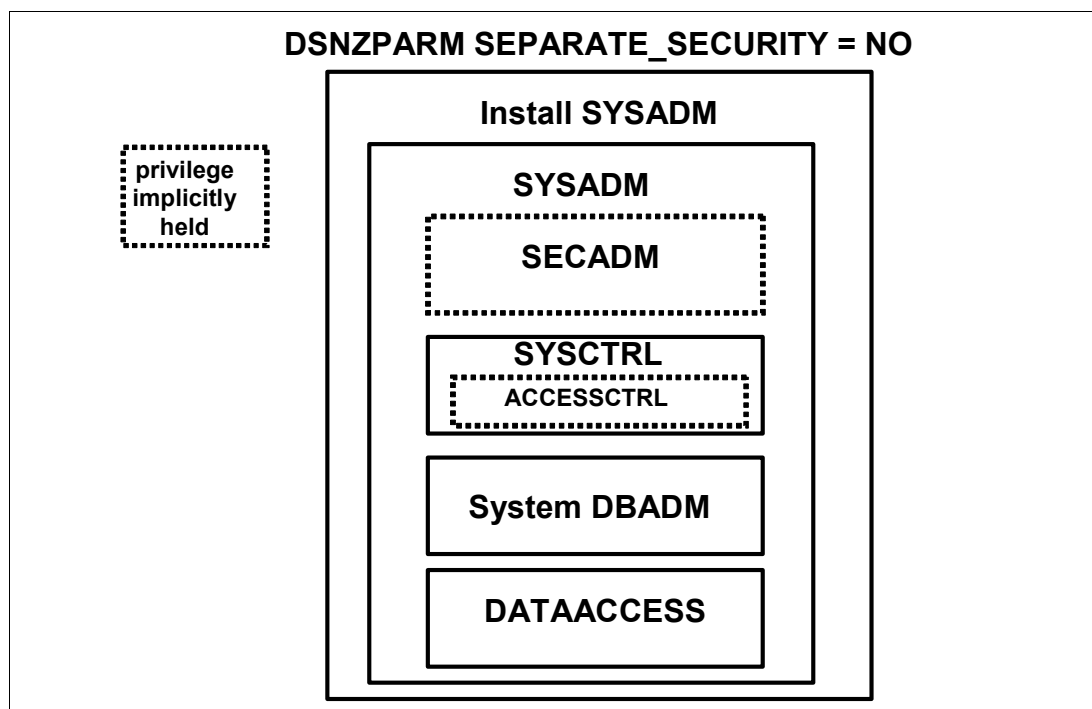 DSNZPARM SEPARATE_SECURITY = NO
Install SYSADM
privilege
implicitly
held
SYSADM
SECADM
SYSCTRL
ACCESSCTRL
System DBADM
DATAACCESS